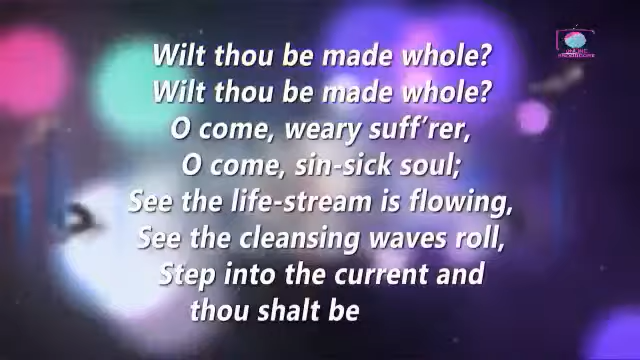 Wilt thou be made whole?
Wilt thou be made whole?
O come, weary suff'rer,
O come, sin-sick soul;
See the life-stream is flowing,
See the cleansing waves roll,
Step into the current and
thou shalt be